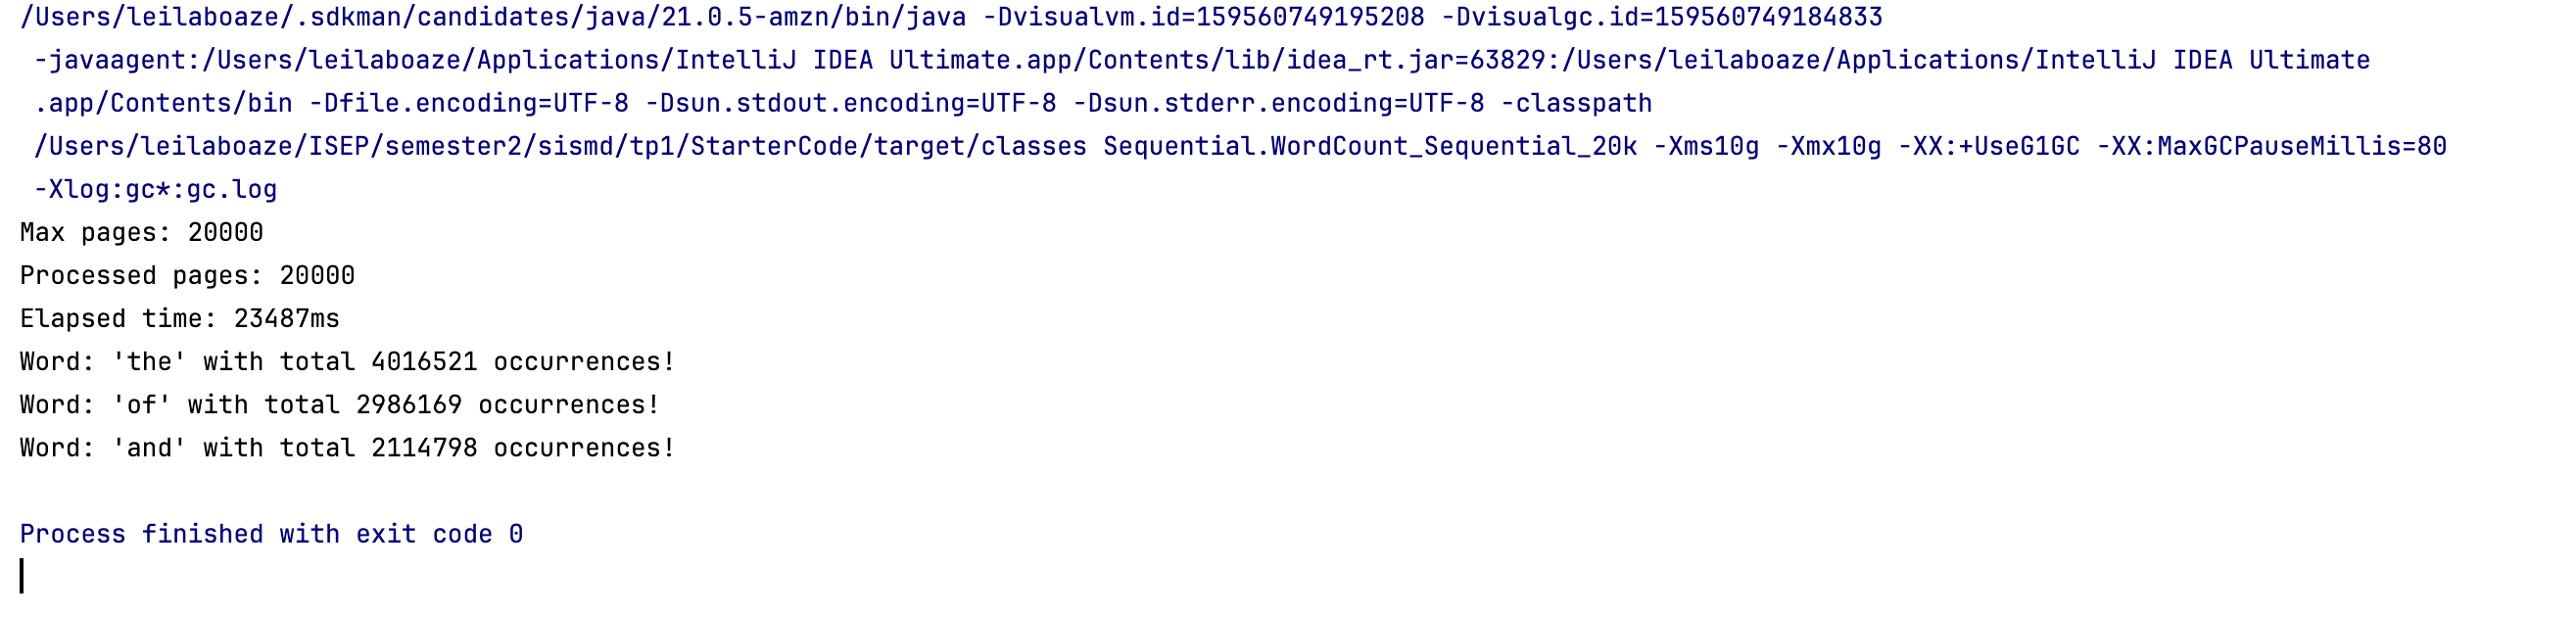 /Users/leilaboaze/.sdkman/candidates/java/21.0.5-amzn/bin/java -Dvisualvm.id=159560749195208 -Dvisualgc.id=159560749184833
-javaagent:/Users/leilaboaze/Applications/IntelliJ IDEA Ultimate.app/Contents/lib/idea_rt.jar=63829:/Users/leilaboaze/Applications/IntelliJ IDEA Ultimate
.app/Contents/bin -Dfile.encoding=UTF-8 -Dsun.stdout.encoding=UTF-8 -Dsun.stderr.encoding=UTF-8 -classpath
/Users/leilaboaze/ISEP/semester2/sismd/tp1/StarterCode/target/classes Sequential.WordCount_Sequential_20k -Xms10g -Xmx10g -XX:+UseG1GC -XX:MaxGCPauseMillis=80
-Xlog:gc*:gc.log
Max pages: 20000
Processed pages: 20000
Elapsed time: 23487ms
Word: 'the' with total 4016521 occurrences!
Word: 'of' with total 2986169 occurrences!
Word: 'and' with total 2114798 occurrences!
Process finished with exit code 0